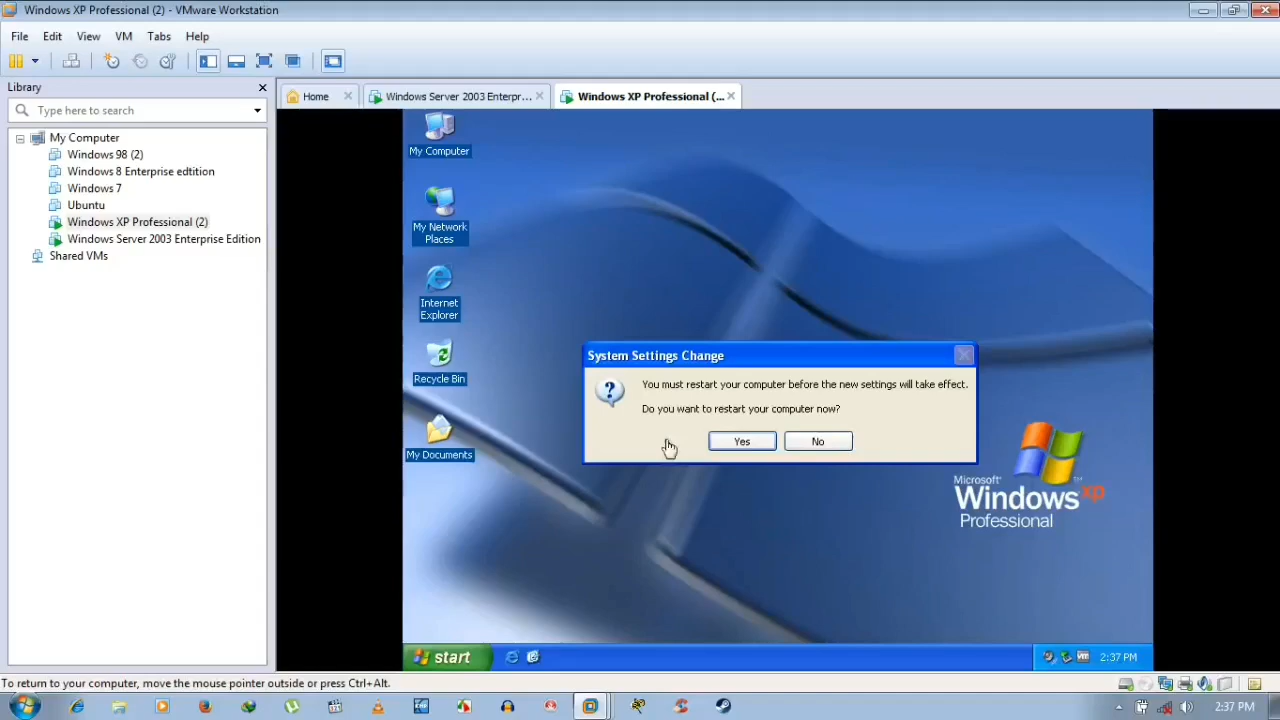 Windows XP Professional (2) - VMware Workstation
File Edit View VM Tabs Help
Library
Type here to search
My Computer
Windows 98 (2)
Windows 8 Enterprise edtition
Windows 7
Ubuntu
Windows XP Professional (2)
Windows Server 2003 Enterprise Edition
Shared VMs
Home
Windows Server 2003 Enterpr...
Windows XP Professional (...
My Computer
My Network
Places
Internet
Explorer
Recycle Bin
My Documents
System Settings Change
You must restart your computer before the new settings will take effect.
Do you want to restart your computer now?
Yes
No
Microsoft
Windows xp
Professional
start
2:37 PM
To return to your computer, move the mouse pointer outside or press Ctrl+Alt.
2:37 PM